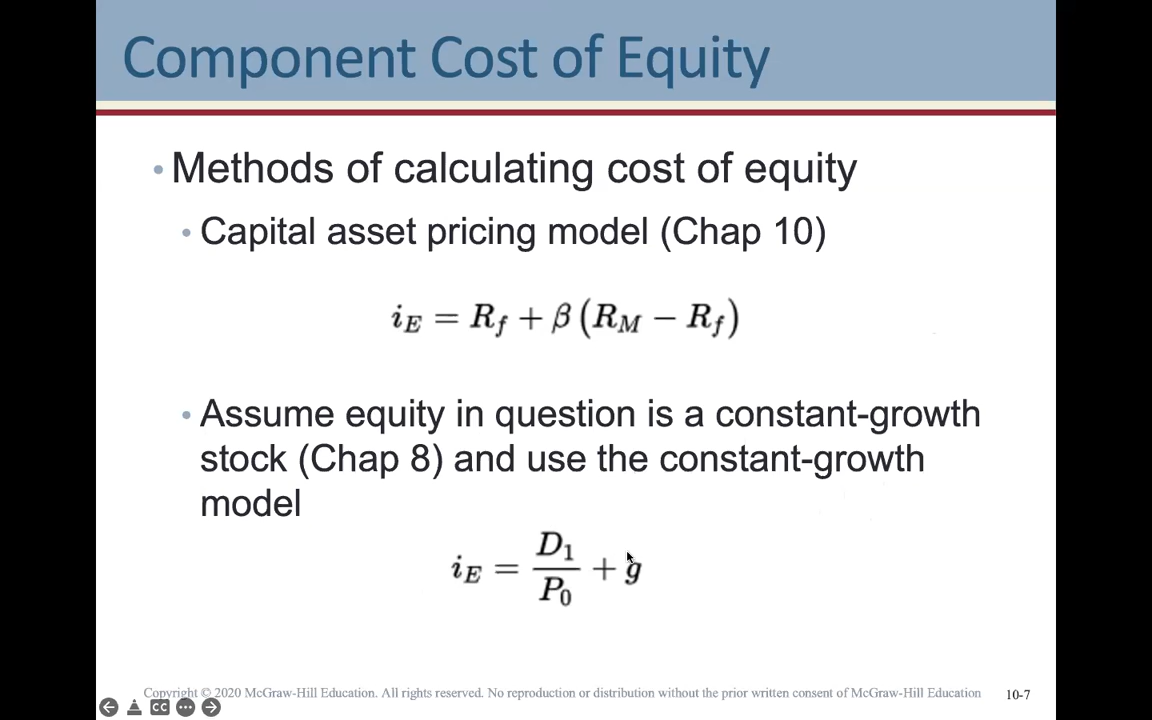 Component Cost of Equity
• Methods of calculating cost of equity
• Capital asset pricing model (Chap 10)
i_E = R_f + β (R_M − R_f)
• Assume equity in question is a constant-growth
stock (Chap 8) and use the constant-growth
model
i_E = D_1 / P_0 + g
Copyright © 2020 McGraw-Hill Education. All rights reserved. No reproduction or distribution without the prior written consent of McGraw-Hill Education
10-7
CC